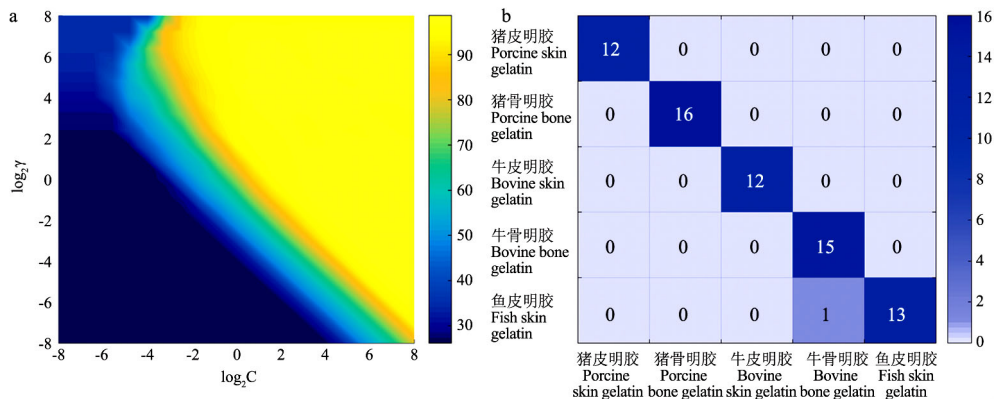 a
8
6
4
2
0
-2
-4
-6
-8
log₂γ
-8
-6
-4
-2
0
2
4
6
8
log₂C
90
80
70
60
50
40
30
b
猪皮明胶
Porcine skin
gelatin
12 0 0 0 0
猪骨明胶
Porcine bone
gelatin
0 16 0 0 0
牛皮明胶
Bovine skin
gelatin
0 0 12 0 0
牛骨明胶
Bovine bone
gelatin
0 0 0 15 0
鱼皮明胶
Fish skin
gelatin
0 0 0 1 13
猪皮明胶 猪骨明胶 牛皮明胶 牛骨明胶 鱼皮明胶
Porcine Porcine Bovine Bovine Fish skin
skin gelatin bone gelatin skin gelatin bone gelatin gelatin
16
14
12
10
8
6
4
2
0